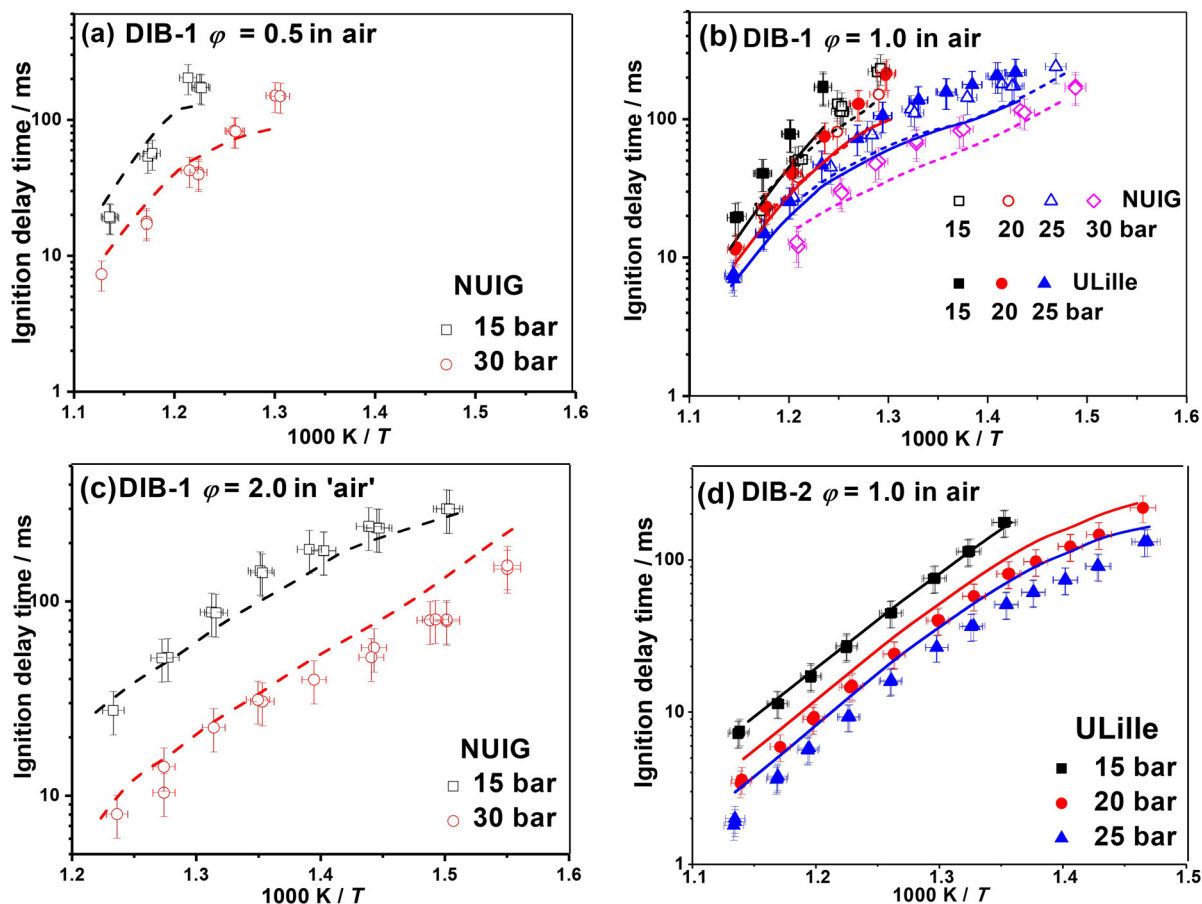 (a) DIB-1 φ = 0.5 in air
Ignition delay time / ms
100
10
1
NUIG
15 bar
30 bar
1.1 1.2 1.3 1.4 1.5 1.6
1000 K / T
(b) DIB-1 φ = 1.0 in air
Ignition delay time / ms
100
10
1
NUIG
15 20 25 30 bar
ULille
15 20 25 bar
1.1 1.2 1.3 1.4 1.5 1.6
1000 K / T
(c) DIB-1 φ = 2.0 in 'air'
Ignition delay time / ms
100
10
NUIG
15 bar
30 bar
1.2 1.3 1.4 1.5 1.6
1000 K / T
(d) DIB-2 φ = 1.0 in air
Ignition delay time / ms
100
10
1
ULille
15 bar
20 bar
25 bar
1.1 1.2 1.3 1.4 1.5
1000 K / T